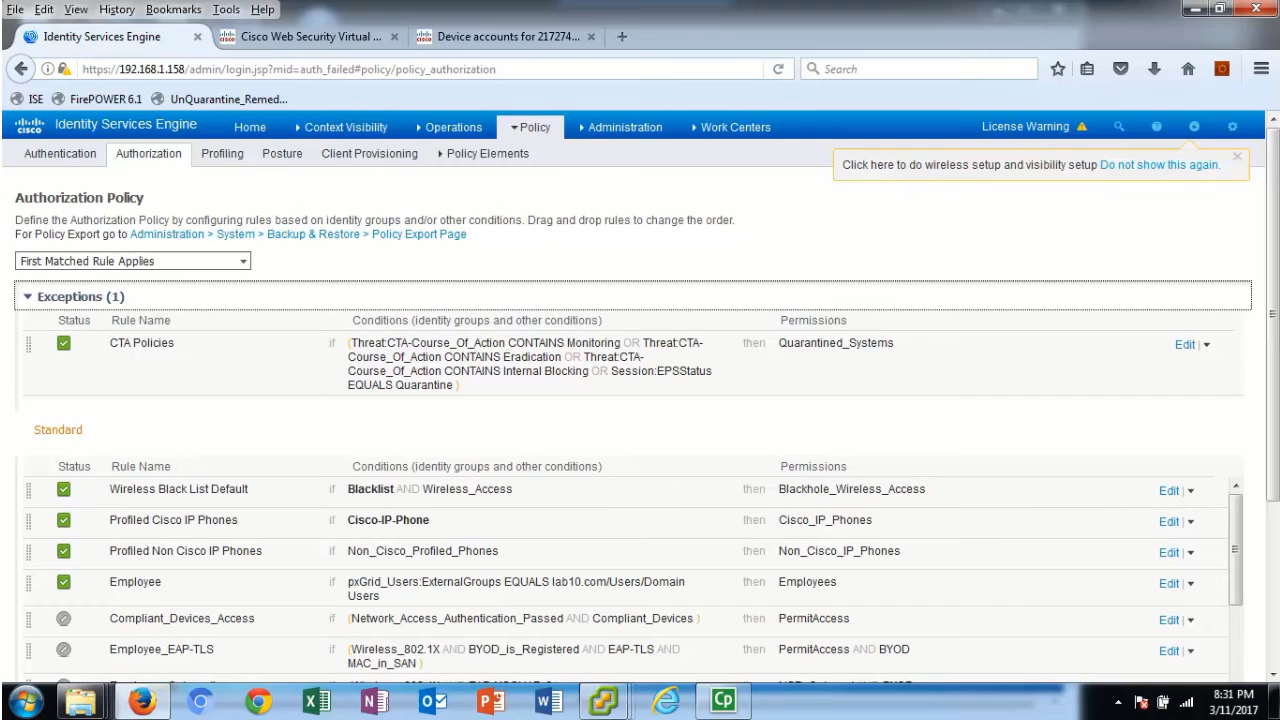 File Edit View History Bookmarks Tools Help
Identity Services Engine × Cisco Web Security Virtual ... × Device accounts for 217274... × +
https://192.168.1.158/admin/login.jsp?mid=auth_failed#policy/policy_authorization Search
ISE FirePOWER 6.1 UnQuarantine_Remed...
CISCO Identity Services Engine Home Context Visibility Operations Policy Administration Work Centers License Warning
Authentication Authorization Profiling Posture Client Provisioning Policy Elements
Click here to do wireless setup and visibility setup Do not show this again. ×
Authorization Policy
Define the Authorization Policy by configuring rules based on identity groups and/or other conditions. Drag and drop rules to change the order.
For Policy Export go to Administration > System > Backup & Restore > Policy Export Page
First Matched Rule Applies
Exceptions (1)
Status Rule Name Conditions (identity groups and other conditions) Permissions
CTA Policies if (Threat:CTA-Course_Of_Action CONTAINS Monitoring OR Threat:CTA- then Quarantined_Systems Edit |
Course_Of_Action CONTAINS Eradication OR Threat:CTA-
Course_Of_Action CONTAINS Internal Blocking OR Session:EPSStatus
EQUALS Quarantine )
Standard
Status Rule Name Conditions (identity groups and other conditions) Permissions
Wireless Black List Default if Blacklist AND Wireless_Access then Blackhole_Wireless_Access Edit |
Profiled Cisco IP Phones if Cisco-IP-Phone then Cisco_IP_Phones Edit |
Profiled Non Cisco IP Phones if Non_Cisco_Profiled_Phones then Non_Cisco_IP_Phones Edit |
Employee if pxGrid_Users:ExternalGroups EQUALS lab10.com/Users/Domain then Employees Edit |
Users
Compliant_Devices_Access if (Network_Access_Authentication_Passed AND Compliant_Devices ) then PermitAccess Edit |
Employee_EAP-TLS if (Wireless_802.1X AND BYOD_is_Registered AND EAP-TLS AND then PermitAccess AND BYOD Edit |
MAC_in_SAN )
Cp
8:31 PM
3/11/2017